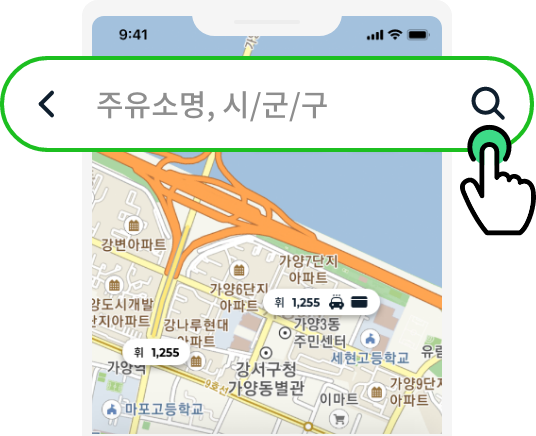 9:41
주유소명, 시/군/구
강변아파트
가양7단지
아파트
가양6단지
아파트
휘 1,255
도시개발
단지아파트
강나루현대
아파트
가양3동
주민센터
세현고등학교
유림
휘 1,255
가양역
강서구청
가양동별관
9호선
이마트
가양9단지
아파트
마포고등학교